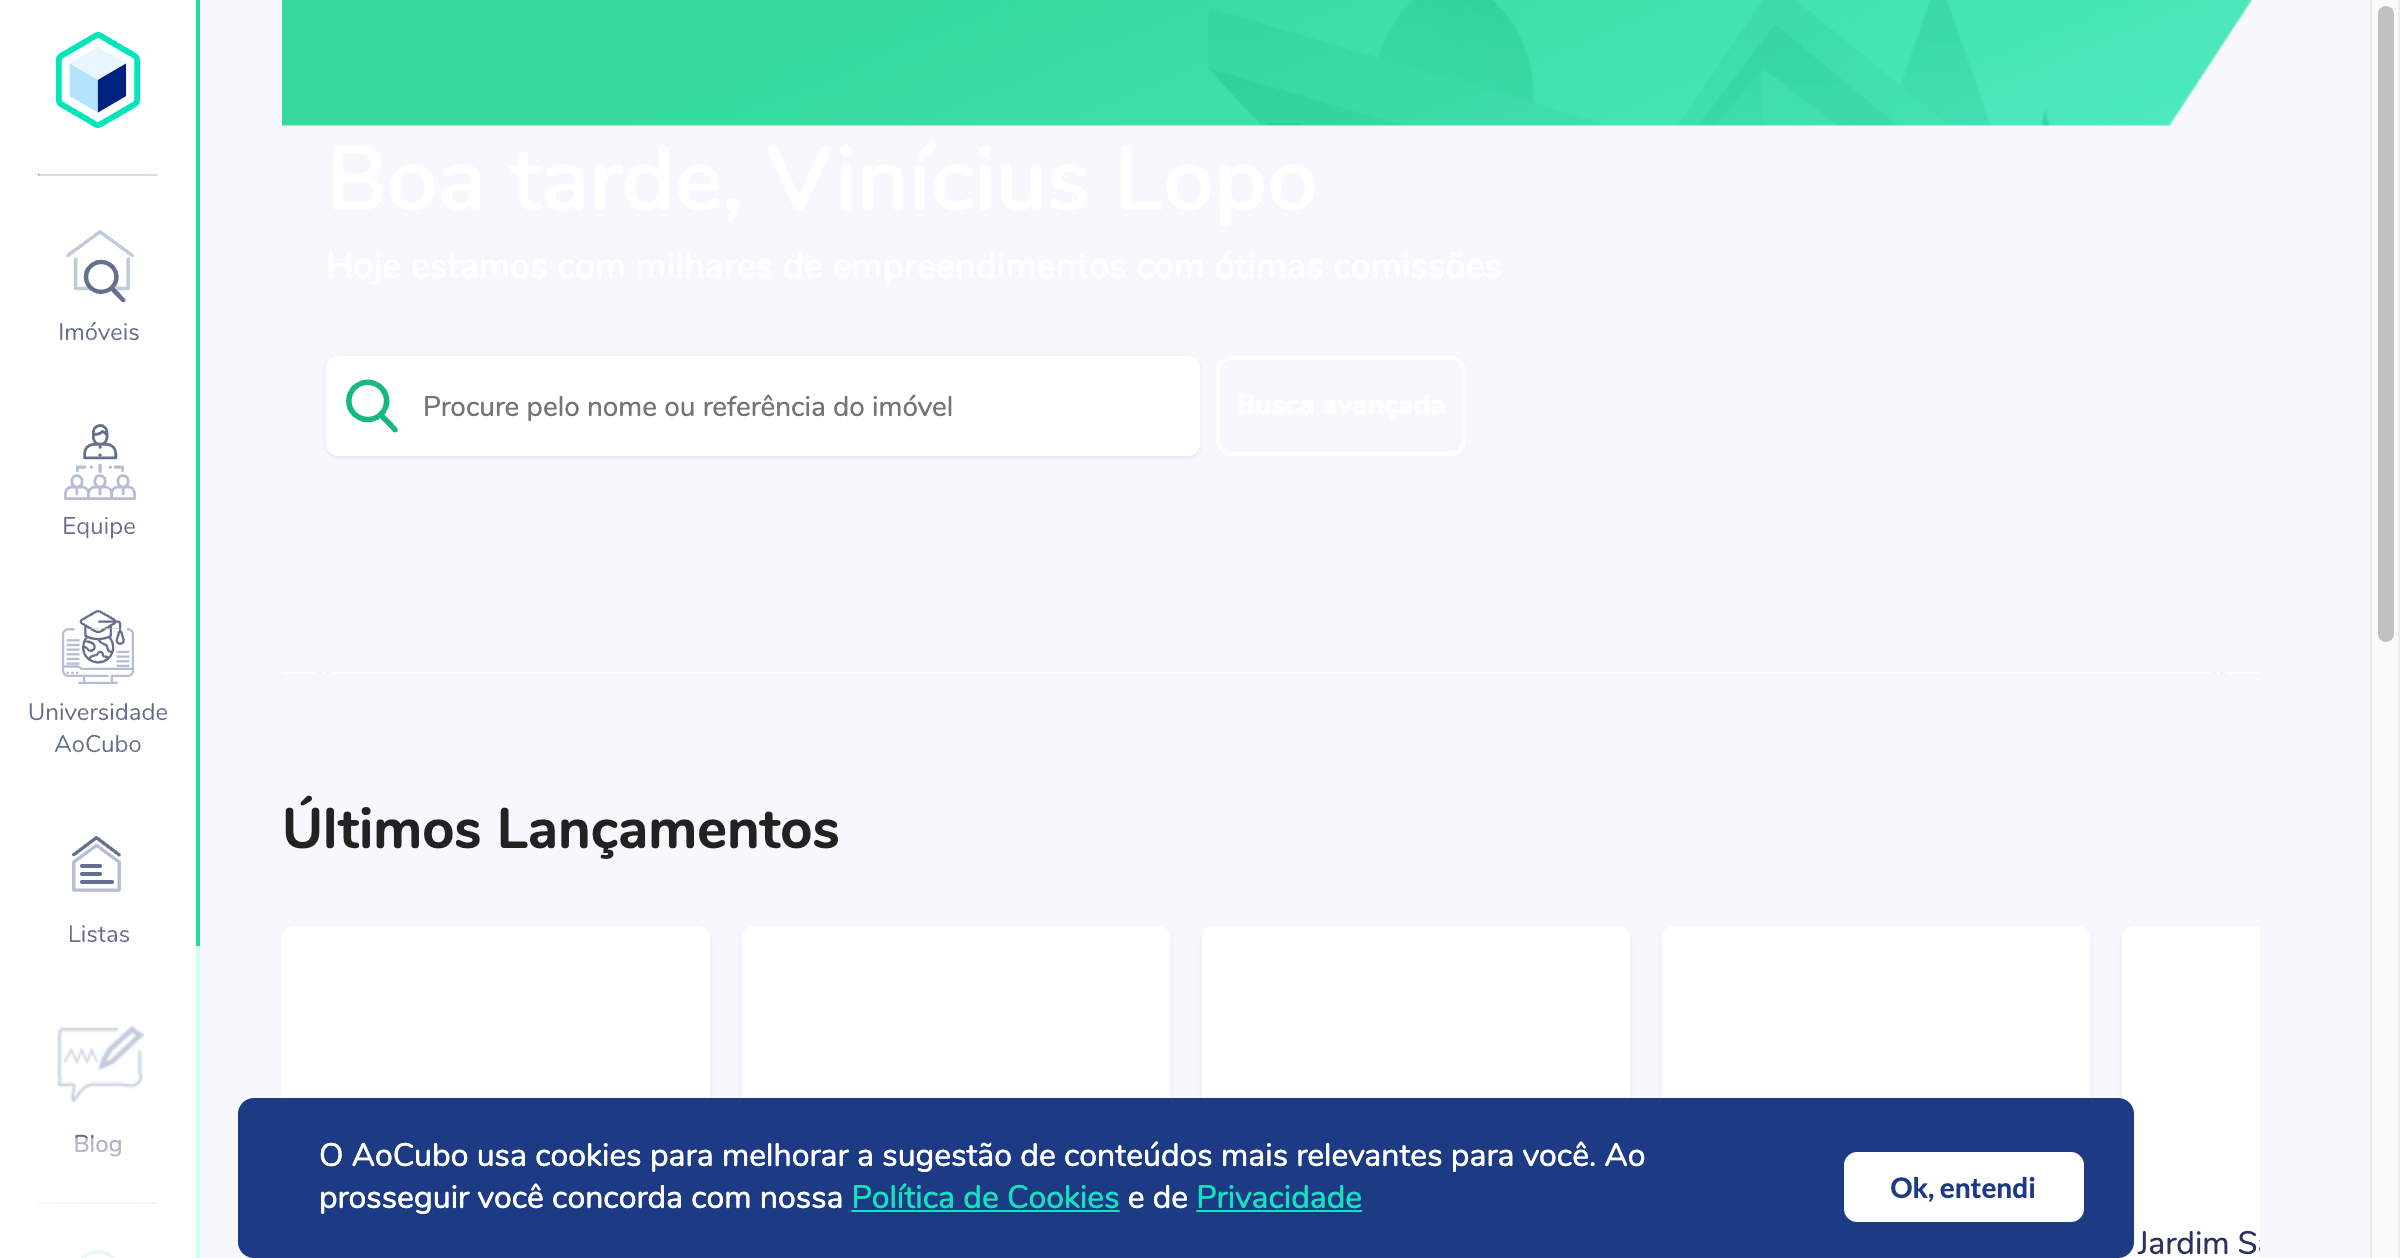 Imóveis
Equipe
Universidade
AoCubo
Listas
Blog
Boa tarde, Vinícius Lopo
Hoje estamos com milhares de empreendimentos com ótimas comissões
Procure pelo nome ou referência do imóvel
Busca avançada
Últimos Lançamentos
O AoCubo usa cookies para melhorar a sugestão de conteúdos mais relevantes para você. Ao
prosseguir você concorda com nossa Política de Cookies e de Privacidade
Ok, entendi
Jardim